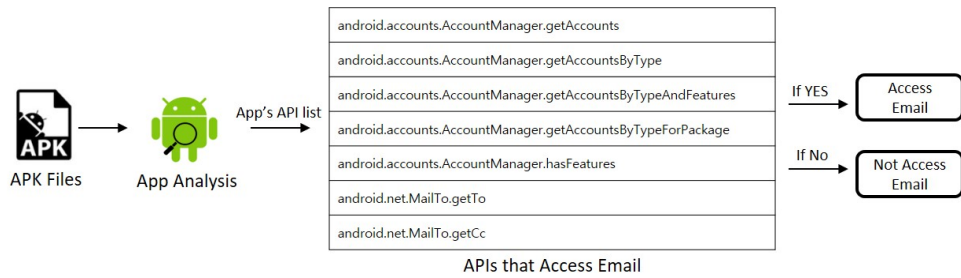 APK
APK Files
App Analysis
App's API list
android.accounts.AccountManager.getAccounts
android.accounts.AccountManager.getAccountsByType
android.accounts.AccountManager.getAccountsByTypeAndFeatures
android.accounts.AccountManager.getAccountsByTypeForPackage
android.accounts.AccountManager.hasFeatures
android.net.MailTo.getTo
android.net.MailTo.getCc
APIs that Access Email
If YES
Access
Email
If No
Not Access
Email